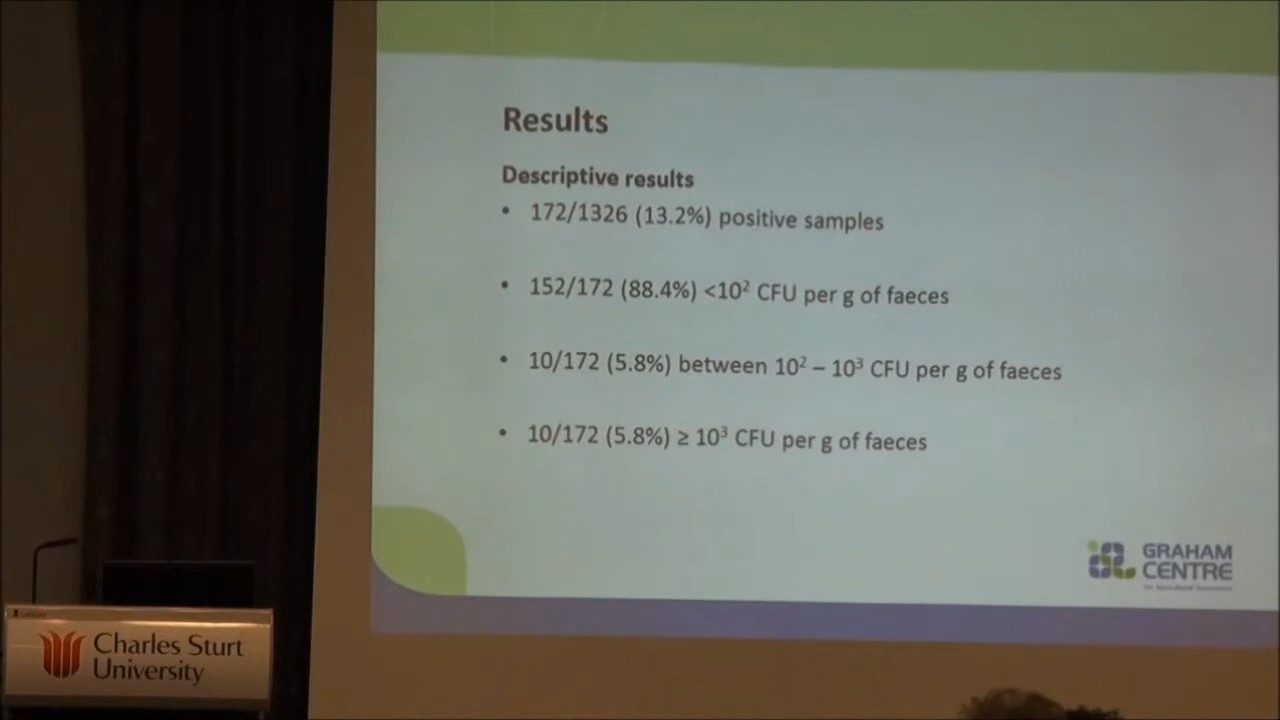 Results
Descriptive results
• 172/1326 (13.2%) positive samples
• 152/172 (88.4%) <10² CFU per g of faeces
• 10/172 (5.8%) between 10² – 10³ CFU per g of faeces
• 10/172 (5.8%) ≥ 10³ CFU per g of faeces
GRAHAM
CENTRE
Charles Sturt
University